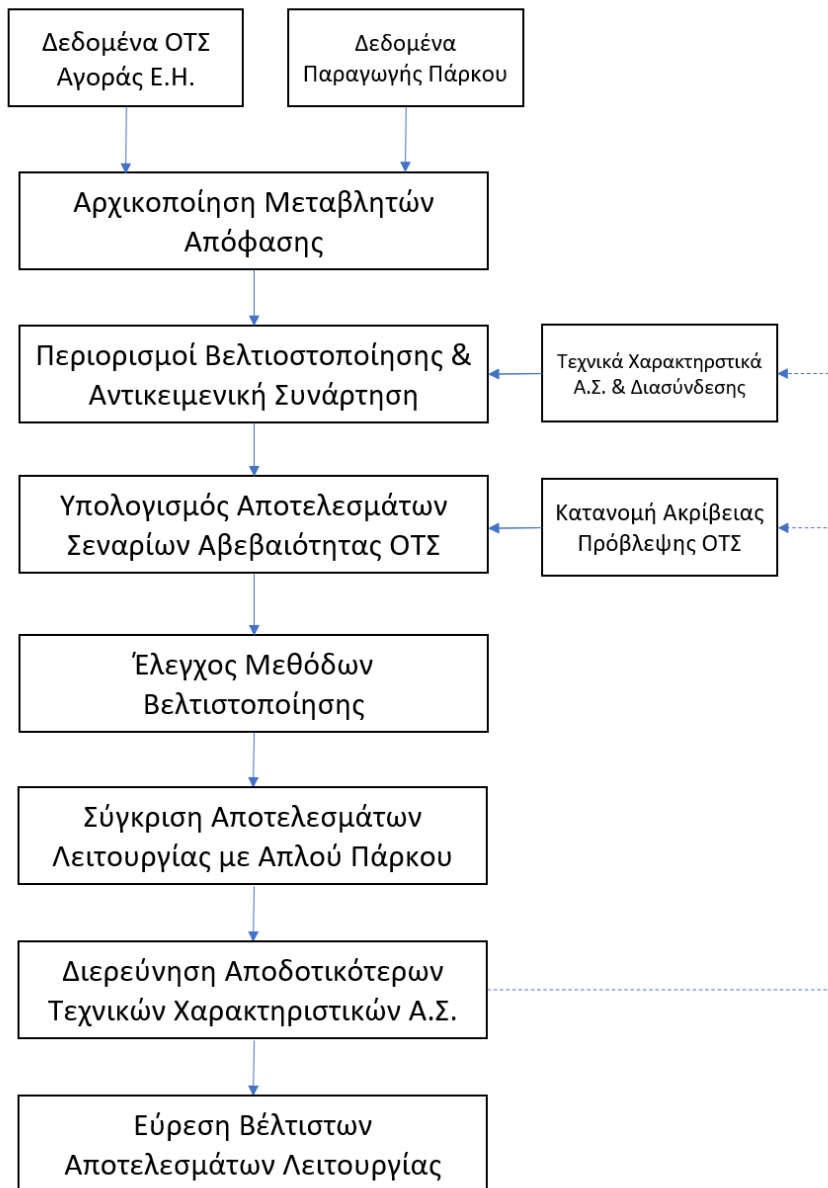 Δεδομένα ΟΤΣ
Αγοράς Ε.Η.
Δεδομένα
Παραγωγής Πάρκου
Αρχικοποίηση Μεταβλητών
Απόφασης
Περιορισμοί Βελτιοστοποίησης &
Αντικειμενική Συνάρτηση
Τεχνικά Χαρακτηρστικά
Α.Σ. & Διασύνδεσης
Υπολογισμός Αποτελεσμάτων
Σεναρίων Αβεβαιότητας ΟΤΣ
Κατανομή Ακρίβειας
Πρόβλεψης ΟΤΣ
Έλεγχος Μεθόδων
Βελτιστοποίησης
Σύγκριση Αποτελεσμάτων
Λειτουργίας με Απλού Πάρκου
Διερεύνηση Αποδοτικότερων
Τεχνικών Χαρακτηριστικών Α.Σ.
Εύρεση Βέλτιστων
Αποτελεσμάτων Λειτουργίας